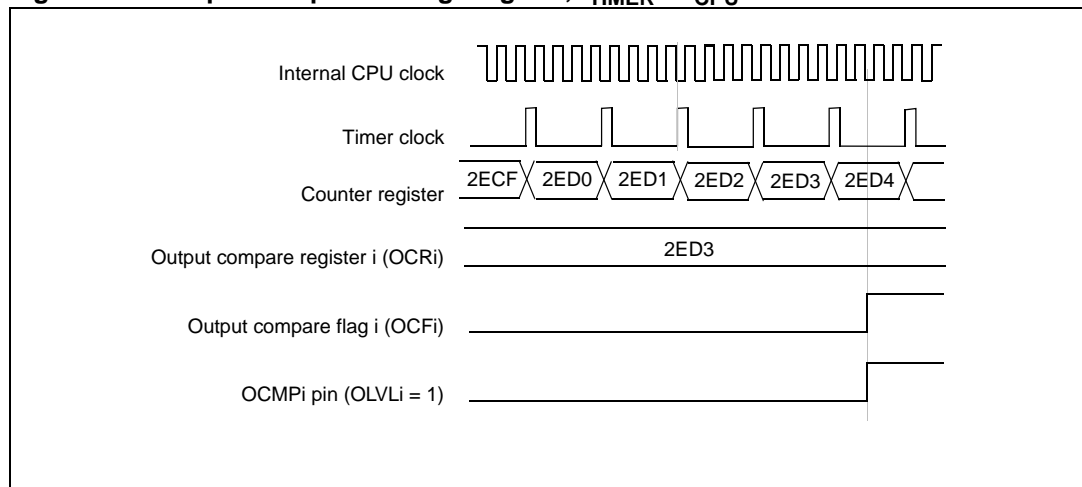 Internal CPU clock
Timer clock
Counter register
2ECF 2ED0 2ED1 2ED2 2ED3 2ED4
Output compare register i (OCRi)
2ED3
Output compare flag i (OCFi)
OCMPi pin (OLVLi = 1)